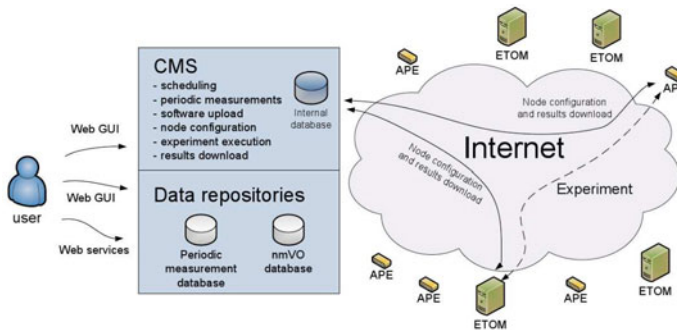 CMS
- scheduling
- periodic measurements
- software upload
- node configuration
- experiment execution
- results download
Internal
database
Web GUI
user
Web GUI
Web services
Data repositories
Periodic
measurement
database
nmVO
database
APE
ETOM
ETOM
APE
Node configuration
and results download
Internet
Node configuration
and results download
Experiment
APE
APE
ETOM
APE
ETOM